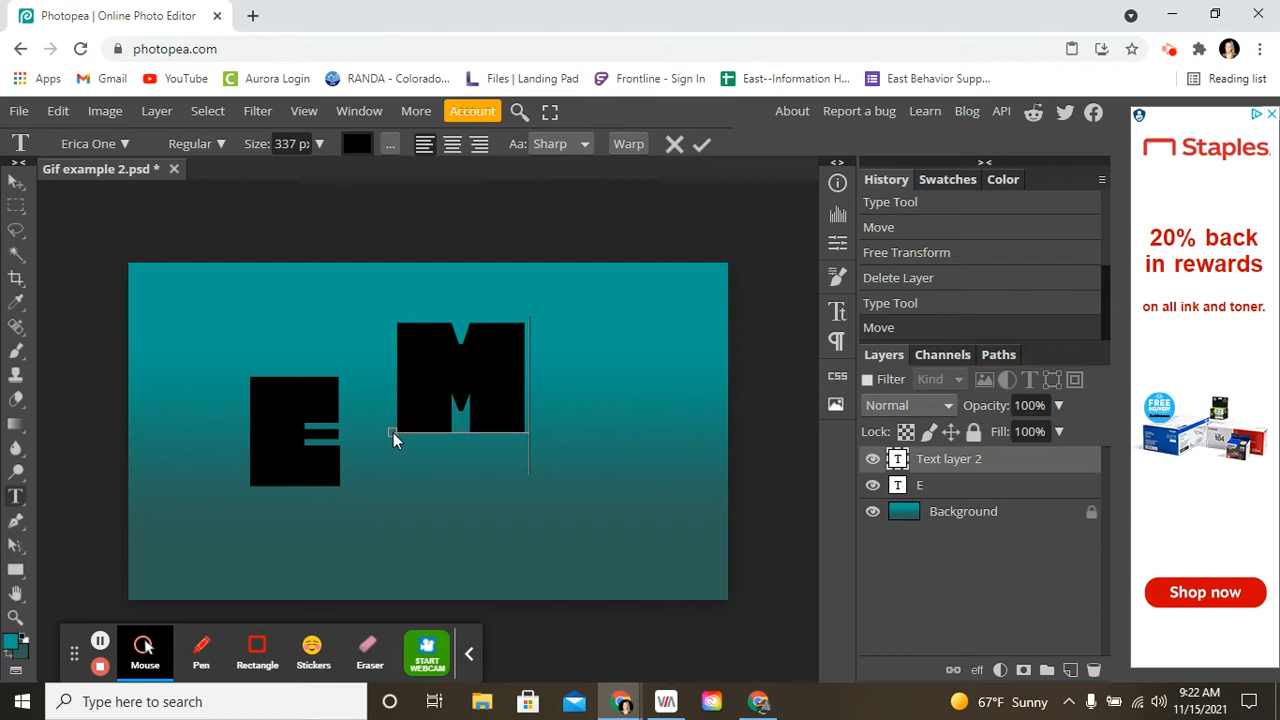 Photopea | Online Photo Editor
photopea.com
Apps Gmail YouTube Aurora Login RANDA - Colorado... Files | Landing Pad Frontline - Sign In East--Information H... East Behavior Supp... Reading list
File Edit Image Layer Select Filter View Window More Account About Report a bug Learn Blog API
Erica One Regular Size: 337 px ... Aa: Sharp Warp
Gif example 2.psd *
History Swatches Color
Type Tool
Move
Free Transform
Delete Layer
Type Tool
Move
Layers Channels Paths
Filter Kind
Normal Opacity: 100%
Lock: Fill: 100%
Text layer 2
E
Background
CSS
eff
E M
Staples.
20% back
in rewards
on all ink and toner.
FREE
DELIVERY
104
Shop now
Mouse Pen Rectangle Stickers Eraser START
WEBCAM
Type here to search
VIA
67°F Sunny
9:22 AM
11/15/2021